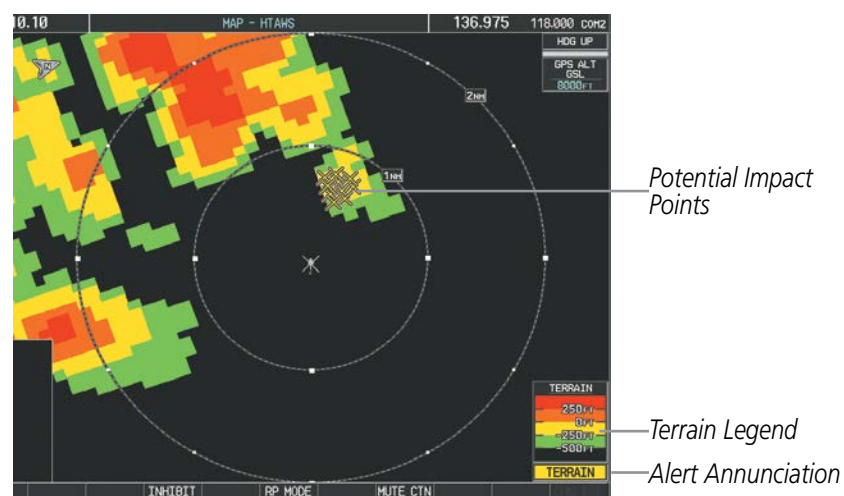 0.10 MAP - HTAWS 136.975 118.000 COM2
HDG UP
N
GPS ALT
GSL
8000FT
2NM
1NM
Potential Impact
Points
TERRAIN
250FT
0FT
-250FT
-500FT
Terrain Legend
TERRAIN
Alert Annunciation
INHIBIT RP MODE MUTE CTN